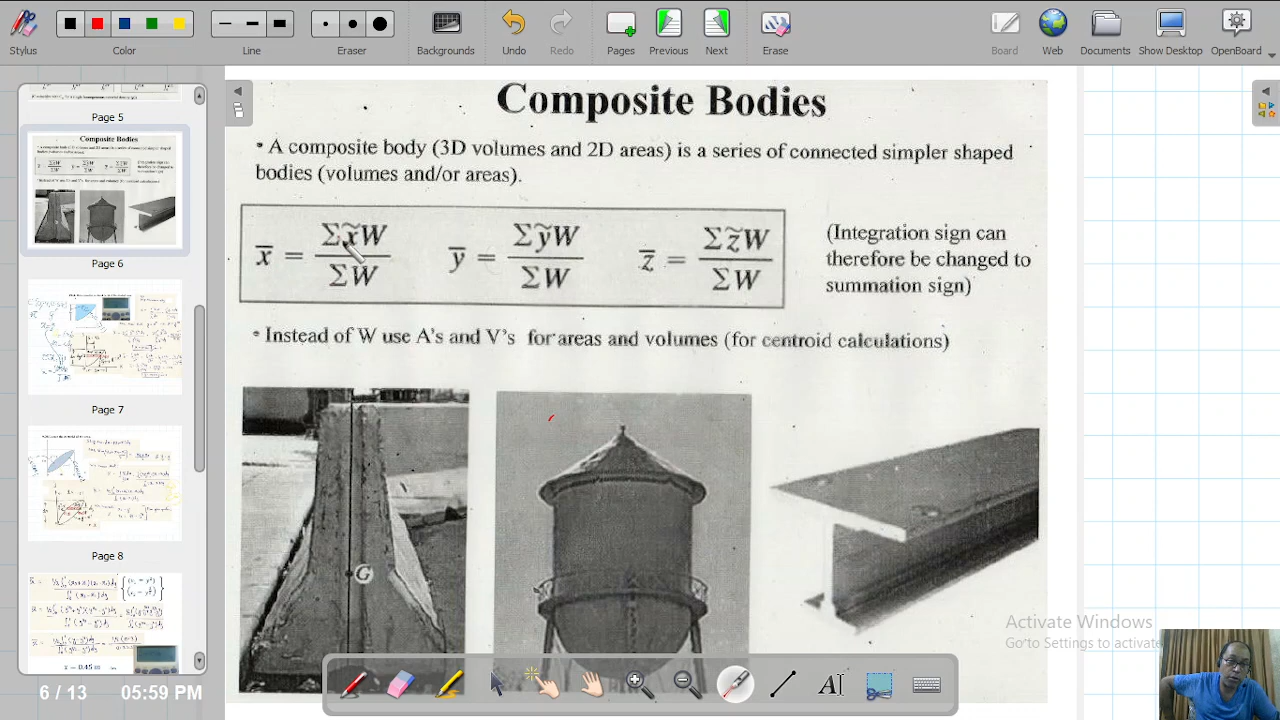 Stylus
Color
Line
Eraser
Backgrounds
Undo
Redo
Pages
Previous
Next
Erase
Board
Web
Documents
Show Desktop
OpenBoard
Page 5
Page 6
Page 7
Page 8
6 / 13 05:59 PM
Composite Bodies
• A composite body (3D volumes and 2D areas) is a series of connected simpler shaped
bodies (volumes and/or areas).
x̄ = Σx̃W / ΣW ȳ = ΣỹW / ΣW z̄ = Σz̃W / ΣW
(Integration sign can
therefore be changed to
summation sign)
• Instead of W use A's and V's for areas and volumes (for centroid calculations)
G
Activate Windows
Go to Settings to activate